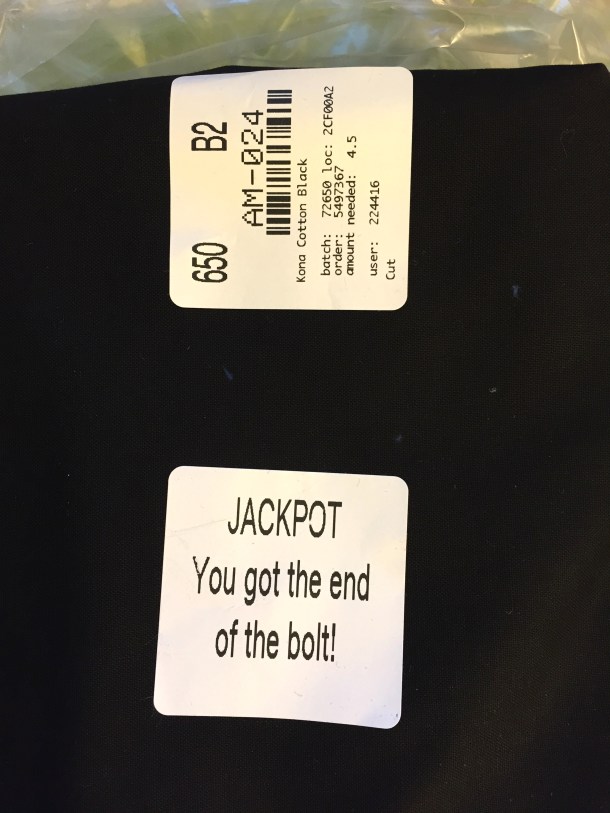 650 B2
AM-024
Kona Cotton Black
batch: 72650 loc: 2CF00A2
order: 5497367
amount needed: 4.5
user: 224416
Cut
JACKPOT
You got the end
of the bolt!